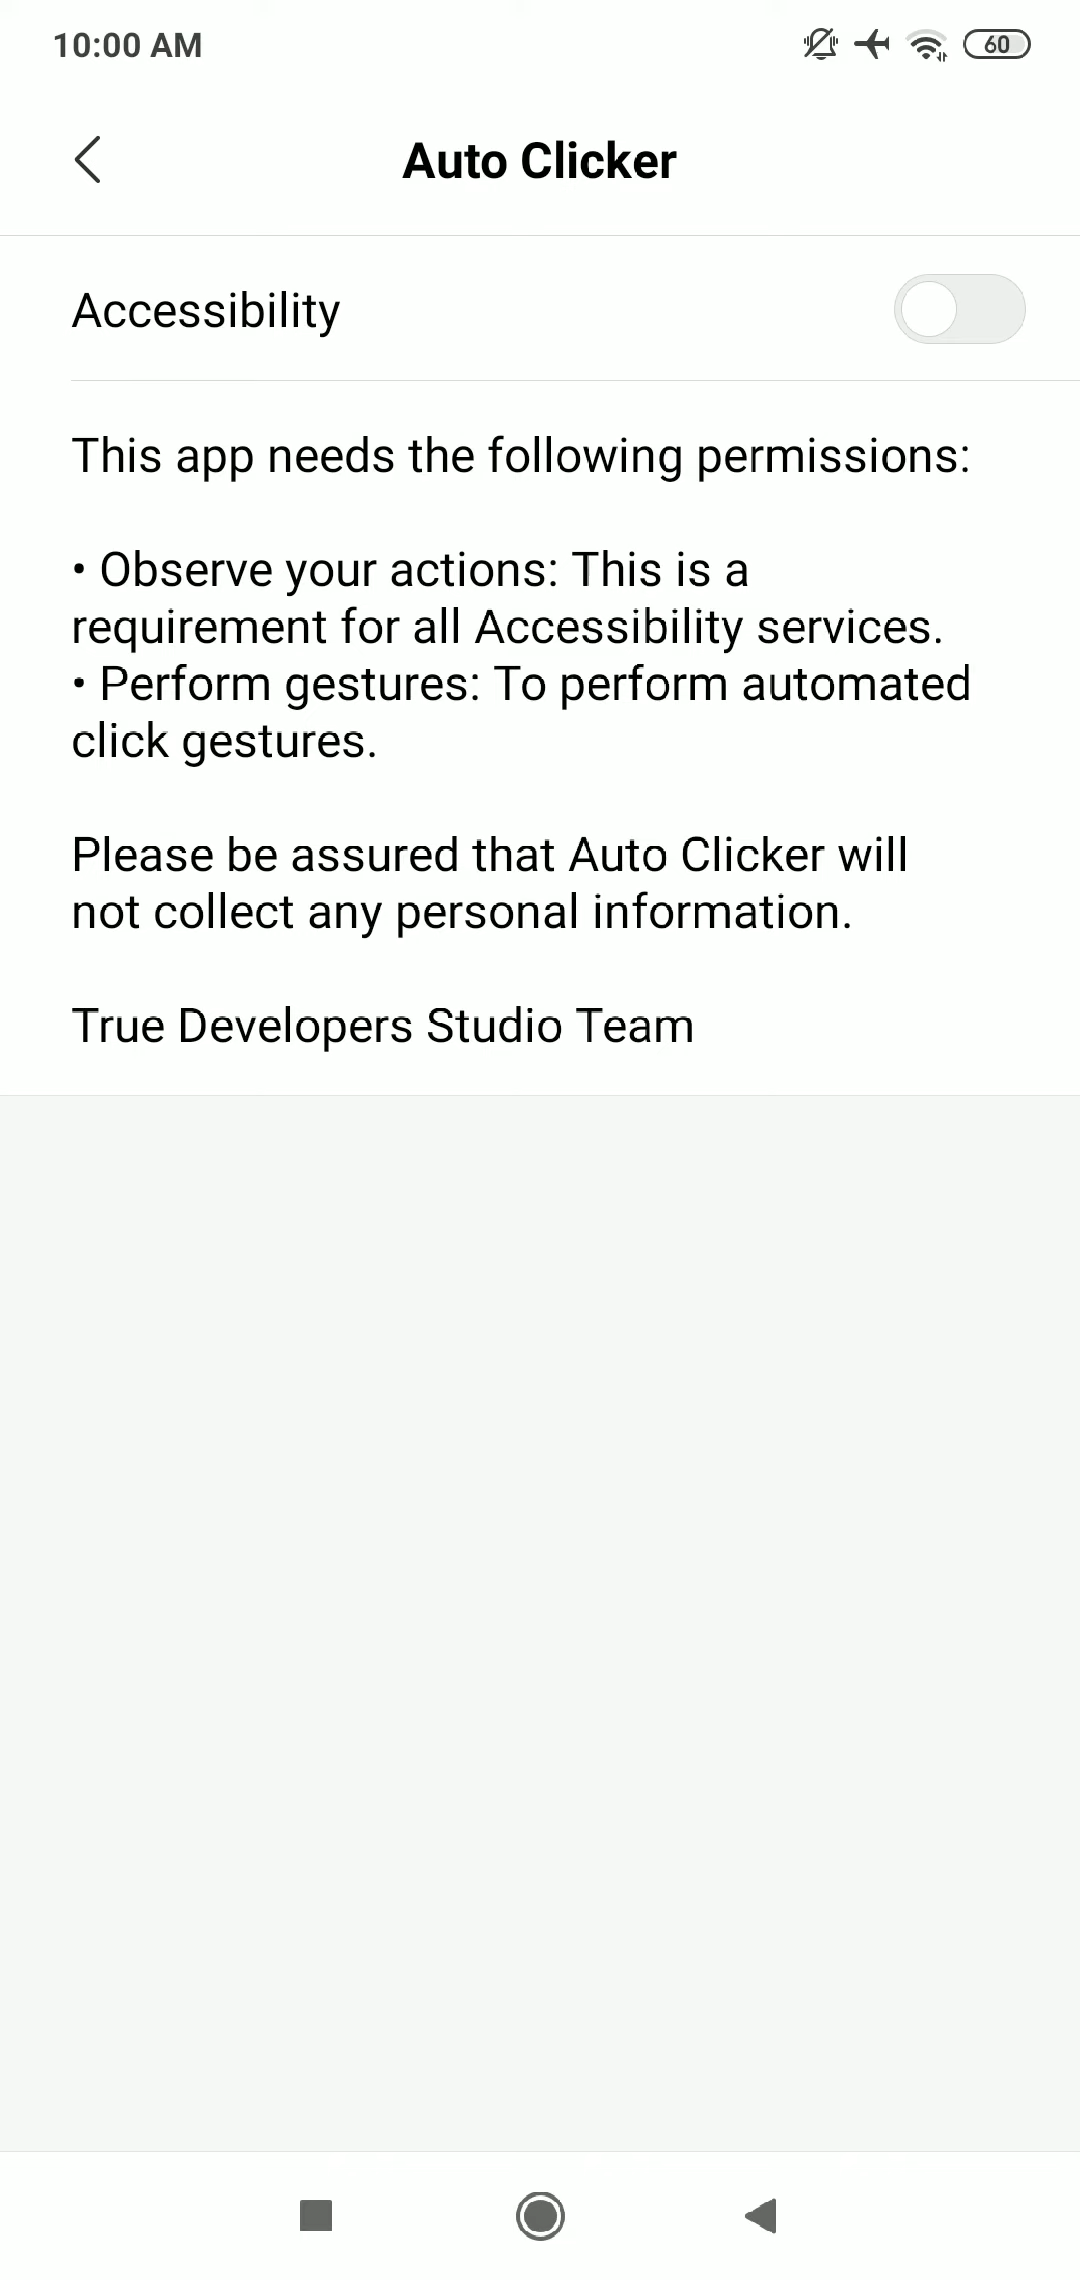 10:00 AM
60
Auto Clicker
Accessibility
This app needs the following permissions:
• Observe your actions: This is a
requirement for all Accessibility services.
• Perform gestures: To perform automated
click gestures.
Please be assured that Auto Clicker will
not collect any personal information.
True Developers Studio Team